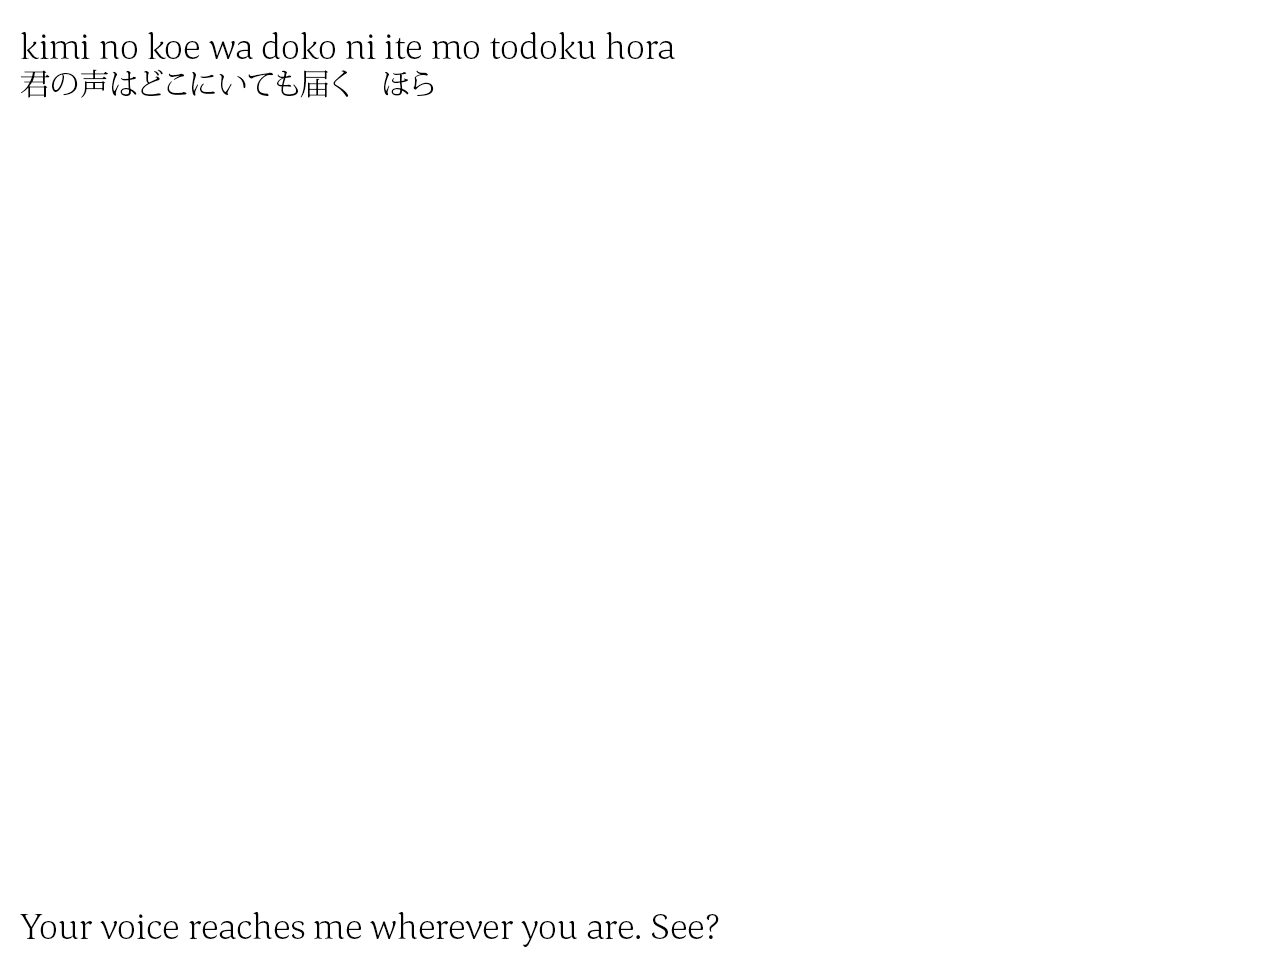 kimi no koe wa doko ni ite mo todoku hora
君の声はどこにいても届く　ほら
Your voice reaches me wherever you are. See?